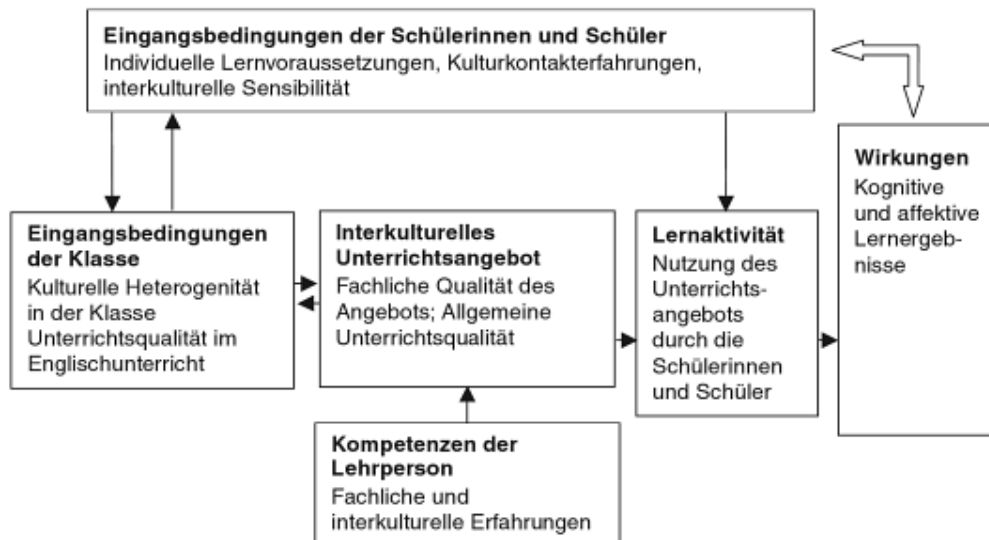 Eingangsbedingungen der Schülerinnen und Schüler
Individuelle Lernvoraussetzungen, Kulturkontakterfahrungen,
interkulturelle Sensibilität
Eingangsbedingungen
der Klasse
Kulturelle Heterogenität
in der Klasse
Unterrichtsqualität im
Englischunterricht
Interkulturelles
Unterrichtsangebot
Fachliche Qualität des
Angebots; Allgemeine
Unterrichtsqualität
Kompetenzen der
Lehrperson
Fachliche und
interkulturelle Erfahrungen
Lernaktivität
Nutzung des
Unterrichts-
angebots
durch die
Schülerinnen
und Schüler
Wirkungen
Kognitive
und affektive
Lernergeb-
nisse